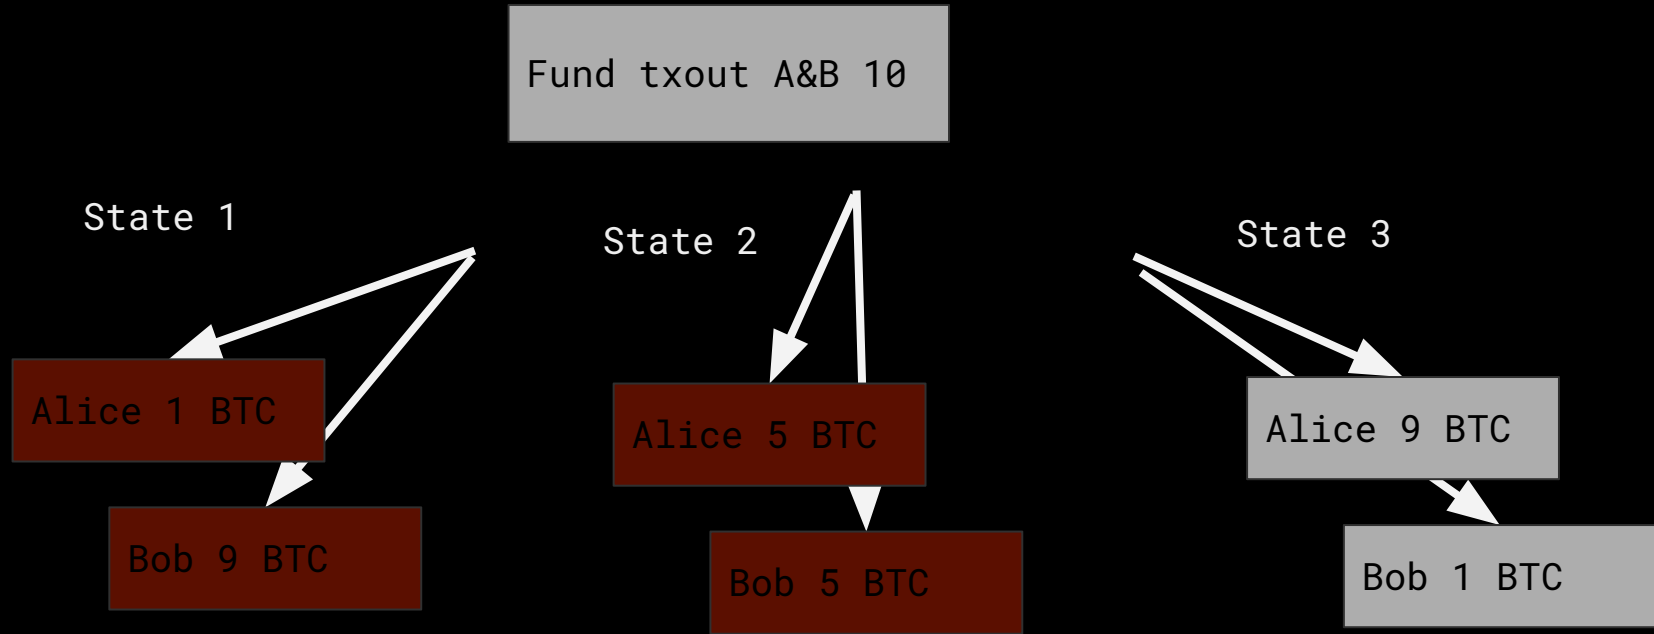 Fund txout A&B 10
State 1
Alice 1 BTC
Bob 9 BTC
State 2
Alice 5 BTC
Bob 5 BTC
State 3
Alice 9 BTC
Bob 1 BTC